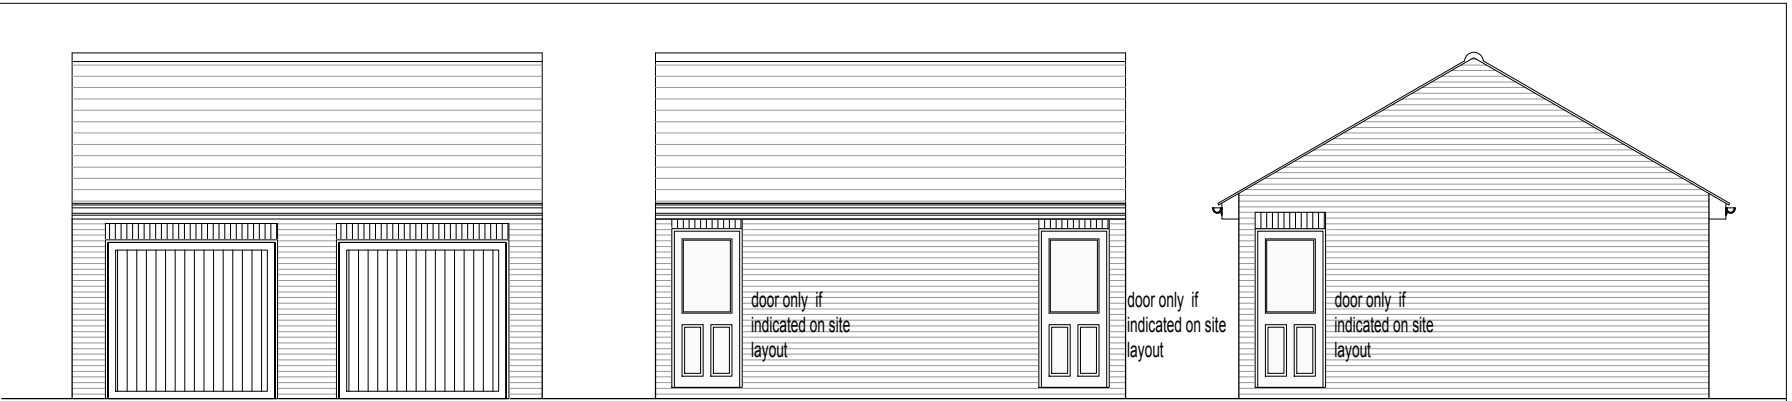 door only if
indicated on site
layout
door only if
indicated on site
layout
door only if
indicated on site
layout